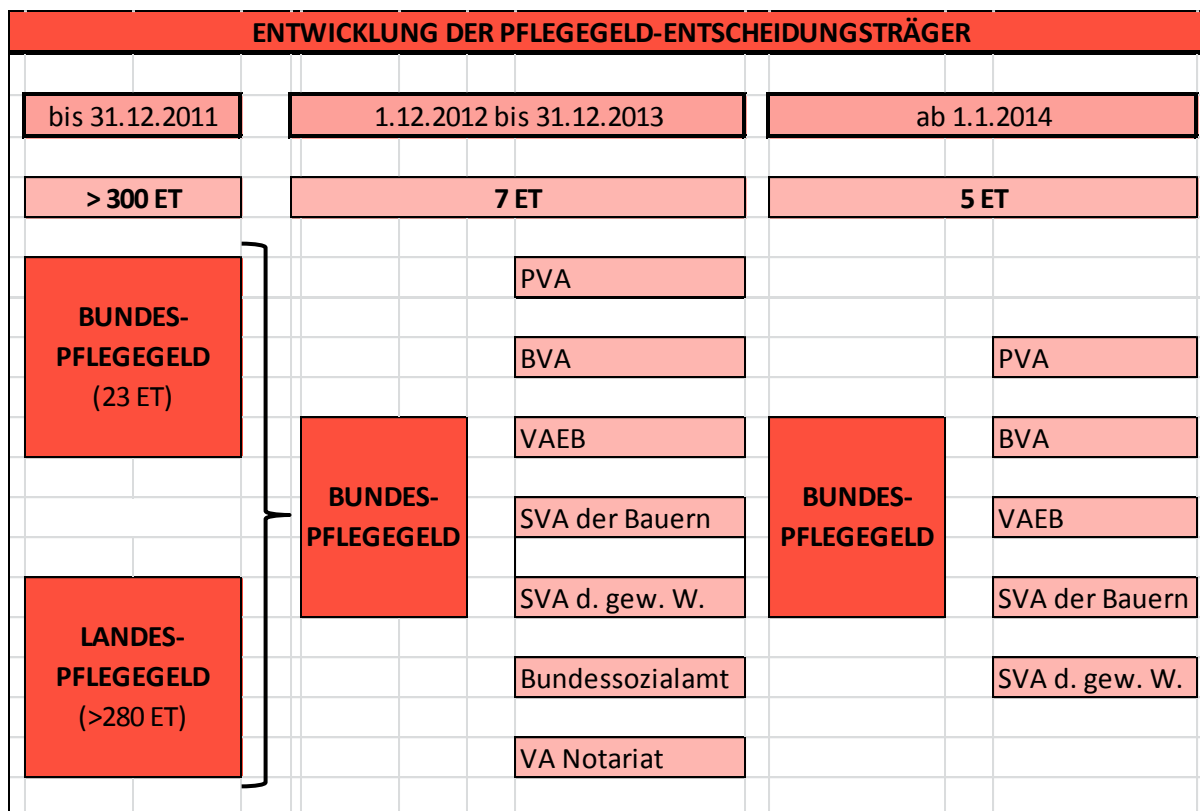 ENTWICKLUNG DER PFLEGEGELD-ENTSCHEIDUNGSTRÄGER
bis 31.12.2011
1.12.2012 bis 31.12.2013
ab 1.1.2014
> 300 ET
7 ET
5 ET
BUNDES-
PFLEGEGELD
(23 ET)
LANDES-
PFLEGEGELD
(>280 ET)
BUNDES-
PFLEGEGELD
PVA
BVA
VAEB
SVA der Bauern
SVA d. gew. W.
Bundessozialamt
VA Notariat
BUNDES-
PFLEGEGELD
PVA
BVA
VAEB
SVA der Bauern
SVA d. gew. W.